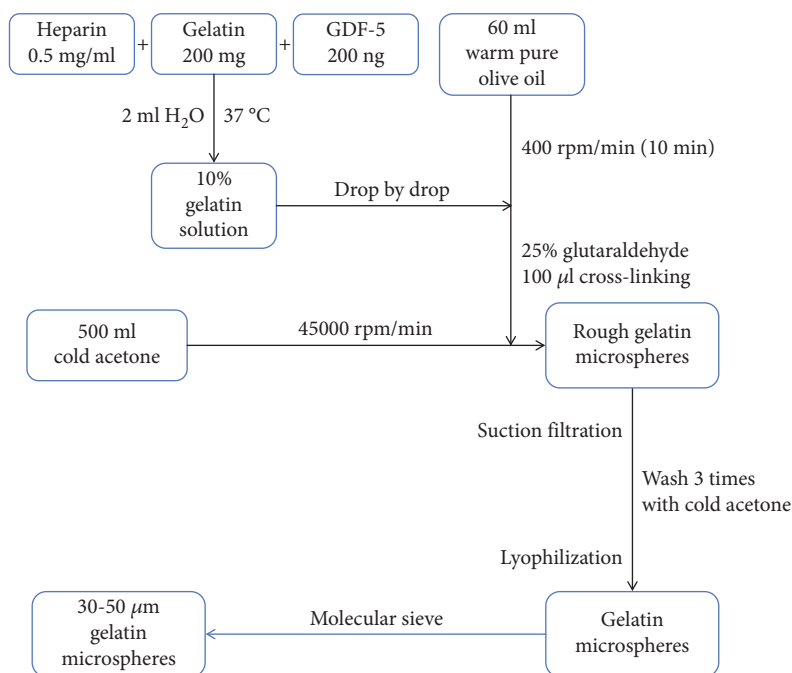 Heparin
0.5 mg/ml
+
Gelatin
200 mg
+
GDF-5
200 ng
60 ml
warm pure
olive oil
2 ml H₂O
37 °C
400 rpm/min (10 min)
10%
gelatin
solution
Drop by drop
25% glutaraldehyde
100 μl cross-linking
500 ml
cold acetone
45000 rpm/min
Rough gelatin
microspheres
Suction filtration
Wash 3 times
with cold acetone
Lyophilization
Gelatin
microspheres
Molecular sieve
30-50 μm
gelatin
microspheres